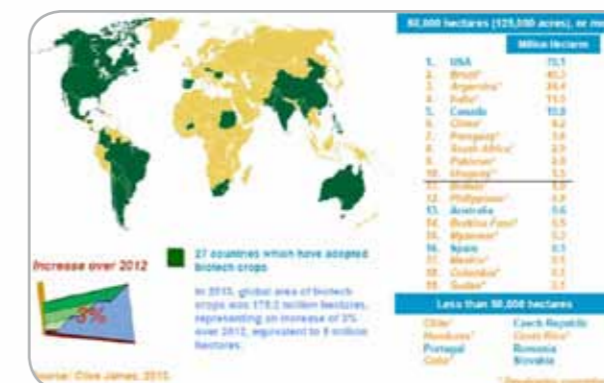 50,000 hectares (125,000 acres), or mo
Million Hectares
1. USA 70.1
2. Brazil* 40.3
3. Argentina* 24.4
4. India* 11.0
5. Canada 10.8
6. China*
7. Paraguay* 3.6
8. South Africa* 2.9
9. Pakistan* 2.8
10. Uruguay* 1.5
11. Bolivia*
12. Philippines* 0.8
13. Australia 0.6
14. Burkina Faso* 0.5
15. Myanmar* 0.3
16. Spain 0.1
17. Mexico* 0.1
18. Colombia* 0.1
19. Sudan* 0.1
Less than 50,000 hectares
Chile* Czech Republic
Honduras* Costa Rica*
Portugal Romania
Cuba* Slovakia
27 countries which have adopted
biotech crops
In 2013, global area of biotech
crops was 175.2 million hectares,
representing an increase of 3%
over 2012, equivalent to 5 million
hectares.
Increase over 2012
3%
Source: Clive James, 2013.